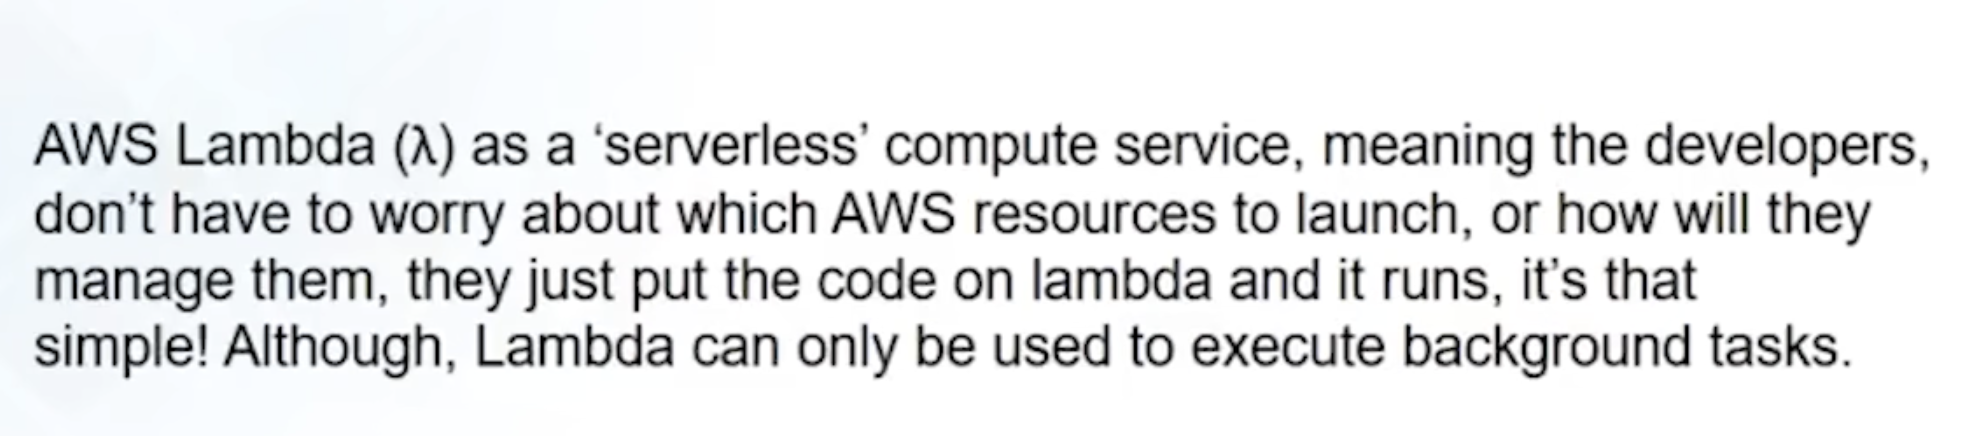 AWS Lambda (λ) as a ‘serverless’ compute service, meaning the developers,
don’t have to worry about which AWS resources to launch, or how will they
manage them, they just put the code on lambda and it runs, it’s that
simple! Although, Lambda can only be used to execute background tasks.